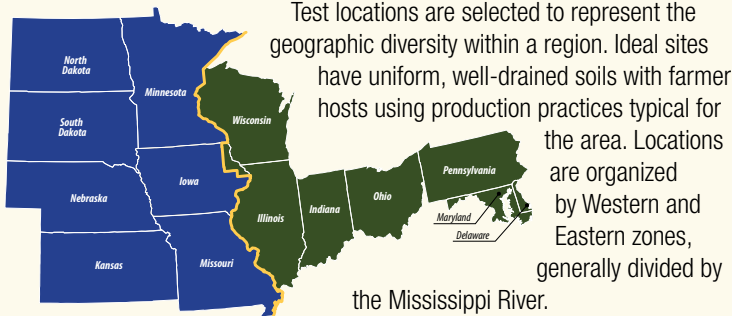 Test locations are selected to represent the
geographic diversity within a region. Ideal sites
have uniform, well-drained soils with farmer
hosts using production practices typical for
the area. Locations
are organized
by Western and
Eastern zones,
generally divided by
the Mississippi River.
North
Dakota
Minnesota
Wisconsin
South
Dakota
Iowa
Nebraska
Illinois
Indiana
Ohio
Pennsylvania
Maryland
Delaware
Kansas
Missouri